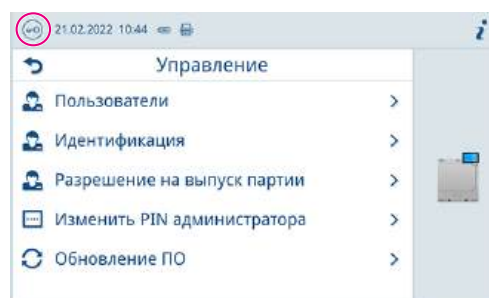 21.02.2022 10:44
i
Управление
Пользователи
Идентификация
Разрешение на выпуск партии
Изменить PIN администратора
Обновление ПО